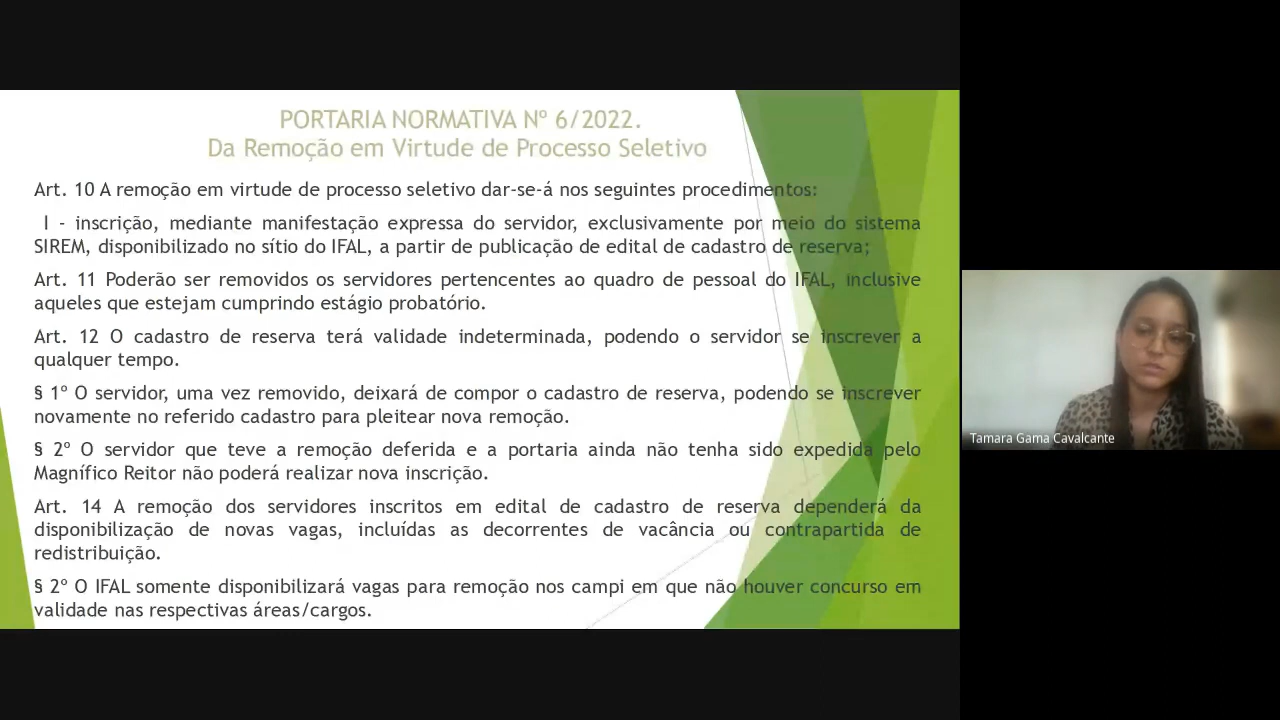 PORTARIA NORMATIVA Nº 6/2022.
Da Remoção em Virtude de Processo Seletivo
Art. 10 A remoção em virtude de processo seletivo dar-se-á nos seguintes procedimentos:
I - inscrição, mediante manifestação expressa do servidor, exclusivamente por meio do sistema
SIREM, disponibilizado no sítio do IFAL, a partir de publicação de edital de cadastro de reserva;
Art. 11 Poderão ser removidos os servidores pertencentes ao quadro de pessoal do IFAL, inclusive
aqueles que estejam cumprindo estágio probatório.
Art. 12 O cadastro de reserva terá validade indeterminada, podendo o servidor se inscrever a
qualquer tempo.
§ 1º O servidor, uma vez removido, deixará de compor o cadastro de reserva, podendo se inscrever
novamente no referido cadastro para pleitear nova remoção.
§ 2º O servidor que teve a remoção deferida e a portaria ainda não tenha sido expedida pelo
Magnífico Reitor não poderá realizar nova inscrição.
Art. 14 A remoção dos servidores inscritos em edital de cadastro de reserva dependerá da
disponibilização de novas vagas, incluídas as decorrentes de vacância ou contrapartida de
redistribuição.
§ 2º O IFAL somente disponibilizará vagas para remoção nos campi em que não houver concurso em
validade nas respectivas áreas/cargos.
Tamara Gama Cavalcante